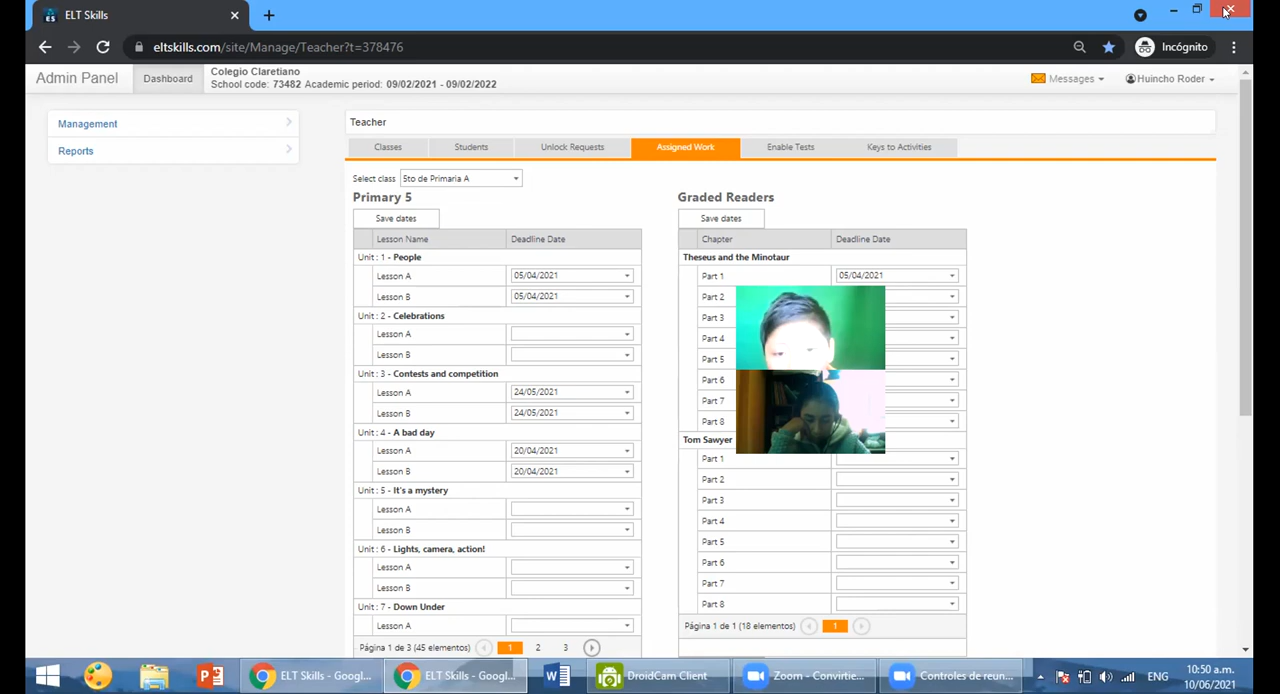 ELT Skills
eltskills.com/site/Manage/Teacher?t=378476
Incógnito
Admin Panel
Dashboard
Colegio Claretiano
School code: 73482 Academic period: 09/02/2021 - 09/02/2022
Messages
Huincho Roder
Management
Reports
Teacher
Classes
Students
Unlock Requests
Assigned Work
Enable Tests
Keys to Activities
Select class
5to de Primaria A
Primary 5
Save dates
Lesson Name
Deadline Date
Unit : 1 - People
Lesson A
05/04/2021
Lesson B
05/04/2021
Unit : 2 - Celebrations
Lesson A
Lesson B
Unit : 3 - Contests and competition
Lesson A
24/05/2021
Lesson B
24/05/2021
Unit : 4 - A bad day
Lesson A
20/04/2021
Lesson B
20/04/2021
Unit : 5 - It's a mystery
Lesson A
Lesson B
Unit : 6 - Lights, camera, action!
Lesson A
Lesson B
Unit : 7 - Down Under
Lesson A
Página 1 de 3 (45 elementos)
1
2
3
Graded Readers
Save dates
Chapter
Deadline Date
Theseus and the Minotaur
Part 1
05/04/2021
Part 2
Part 3
Part 4
Part 5
Part 6
Part 7
Part 8
Tom Sawyer
Part 1
Part 2
Part 3
Part 4
Part 5
Part 6
Part 7
Part 8
Página 1 de 1 (18 elementos)
1
ELT Skills - Googl...
ELT Skills - Googl...
DroidCam Client
Zoom - Convirtie...
Controles de reun...
ENG
10:50 a.m.
10/06/2021